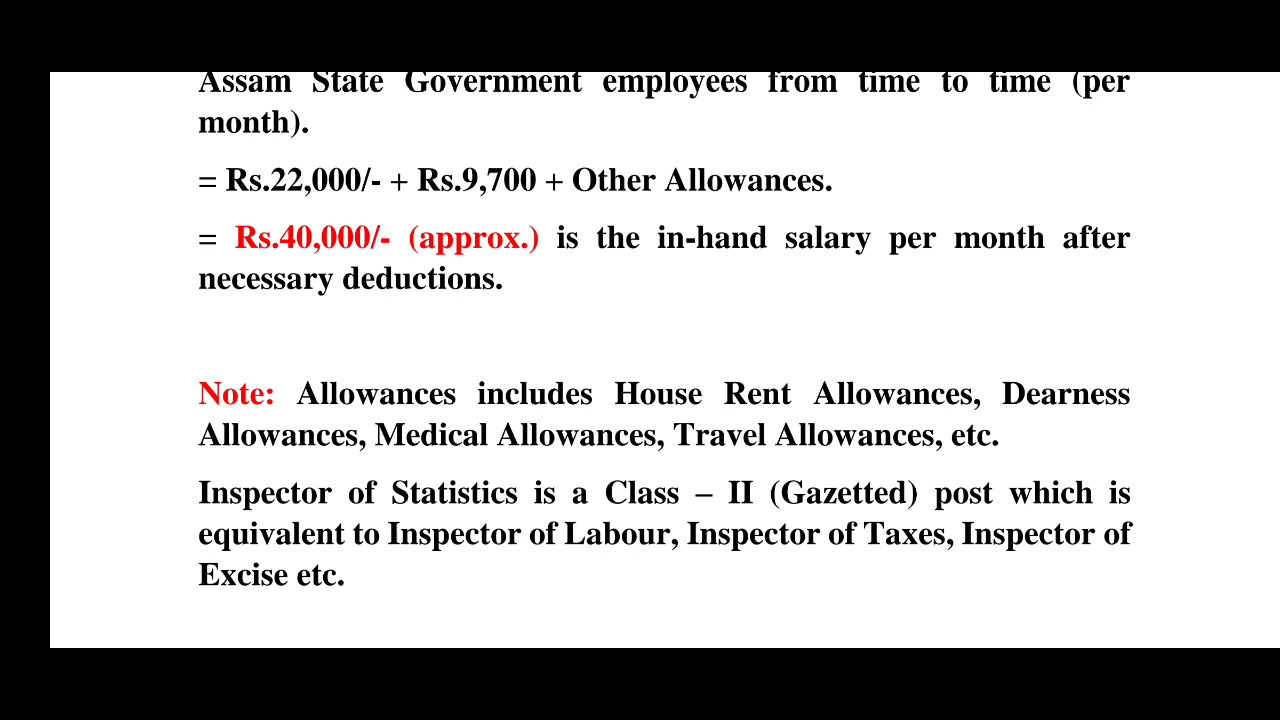 Assam State Government employees from time to time (per
month).
= Rs.22,000/- + Rs.9,700 + Other Allowances.
= Rs.40,000/- (approx.) is the in-hand salary per month after
necessary deductions.
Note: Allowances includes House Rent Allowances, Dearness
Allowances, Medical Allowances, Travel Allowances, etc.
Inspector of Statistics is a Class – II (Gazetted) post which is
equivalent to Inspector of Labour, Inspector of Taxes, Inspector of
Excise etc.